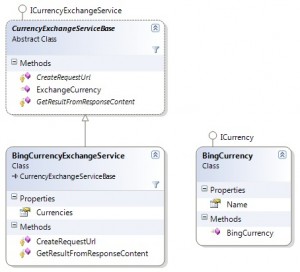 ICurrencyExchangeService
CurrencyExchangeServiceBase
Abstract Class
Methods
CreateRequestUrl
ExchangeCurrency
GetResultFromResponseContent
BingCurrencyExchangeService
Class
CurrencyExchangeServiceBase
Properties
Currencies
Methods
CreateRequestUrl
GetResultFromResponseContent
ICurrency
BingCurrency
Class
Properties
Name
Methods
BingCurrency